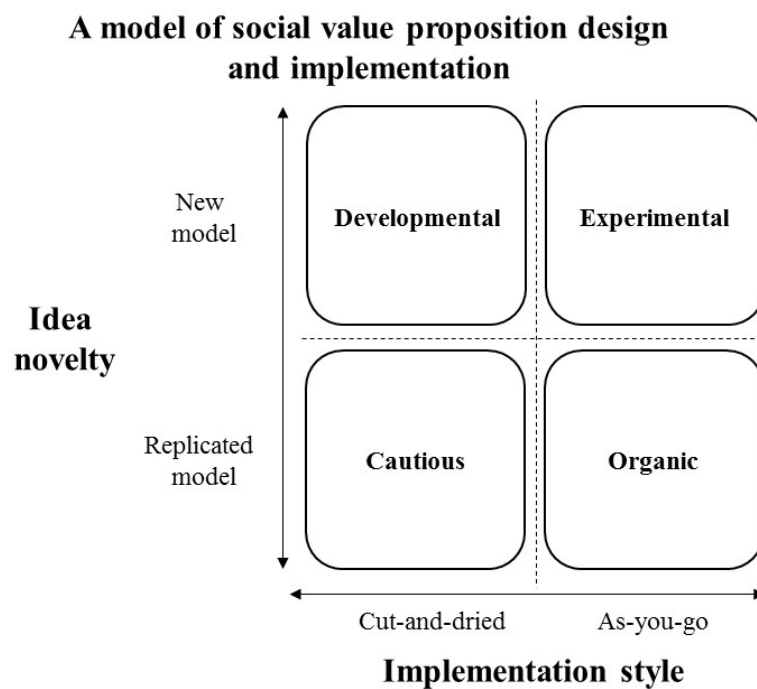 A model of social value proposition design
and implementation
New
model
Developmental
Experimental
Idea
novelty
Replicated
model
Cautious
Organic
Cut-and-dried
As-you-go
Implementation style